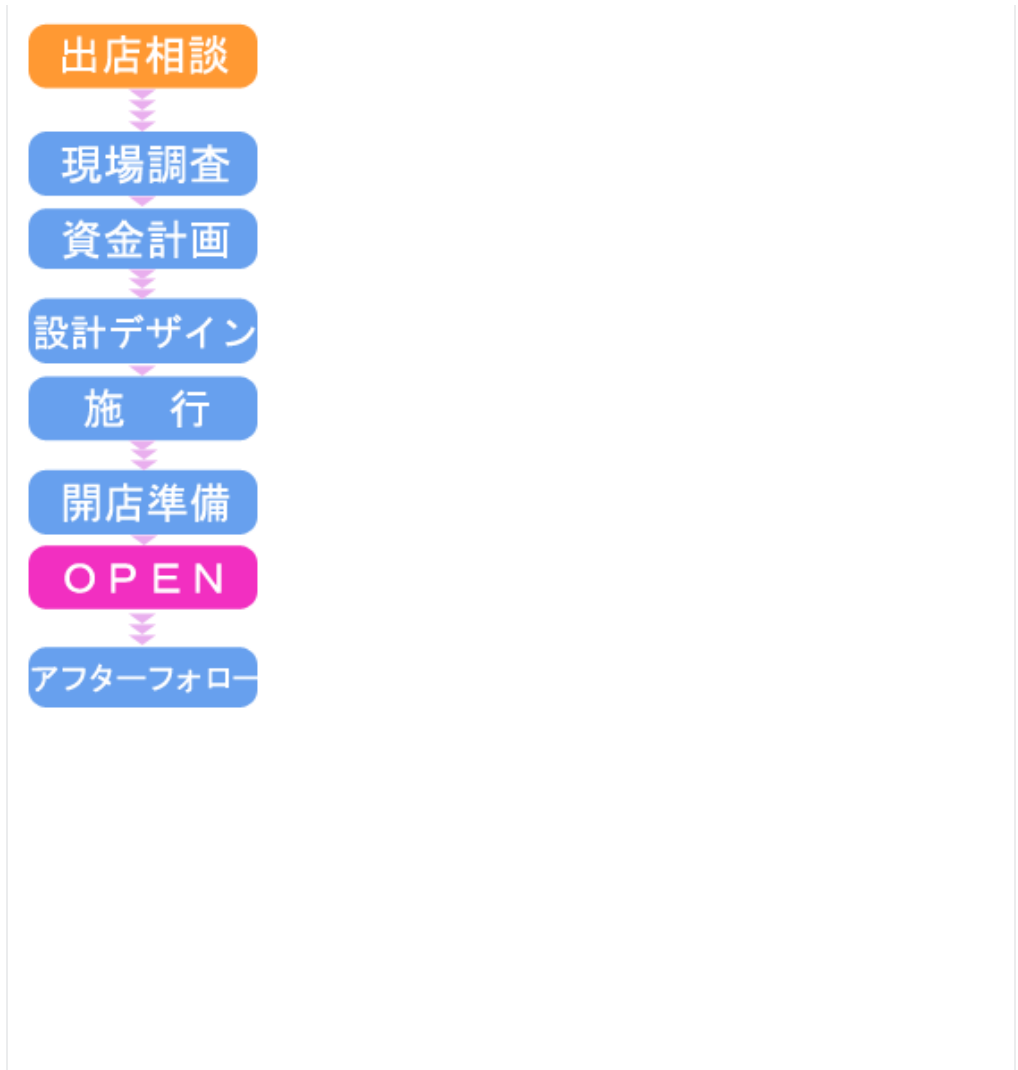 出店相談
現場調査
資金計画
設計デザイン
施　行
開店準備
ＯＰＥＮ
アフターフォロー